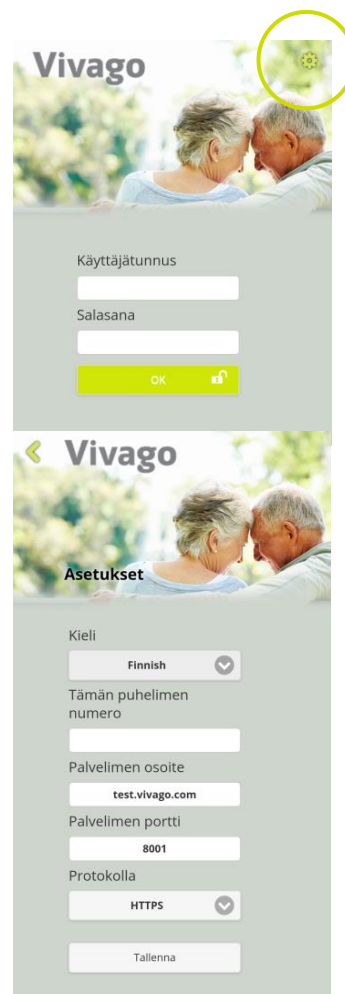 Vivago
Käyttäjätunnus
Salasana
OK
Vivago
Asetukset
Kieli
Finnish
Tämän puhelimen
numero
Palvelimen osoite
test.vivago.com
Palvelimen portti
8001
Protokolla
HTTPS
Tallenna